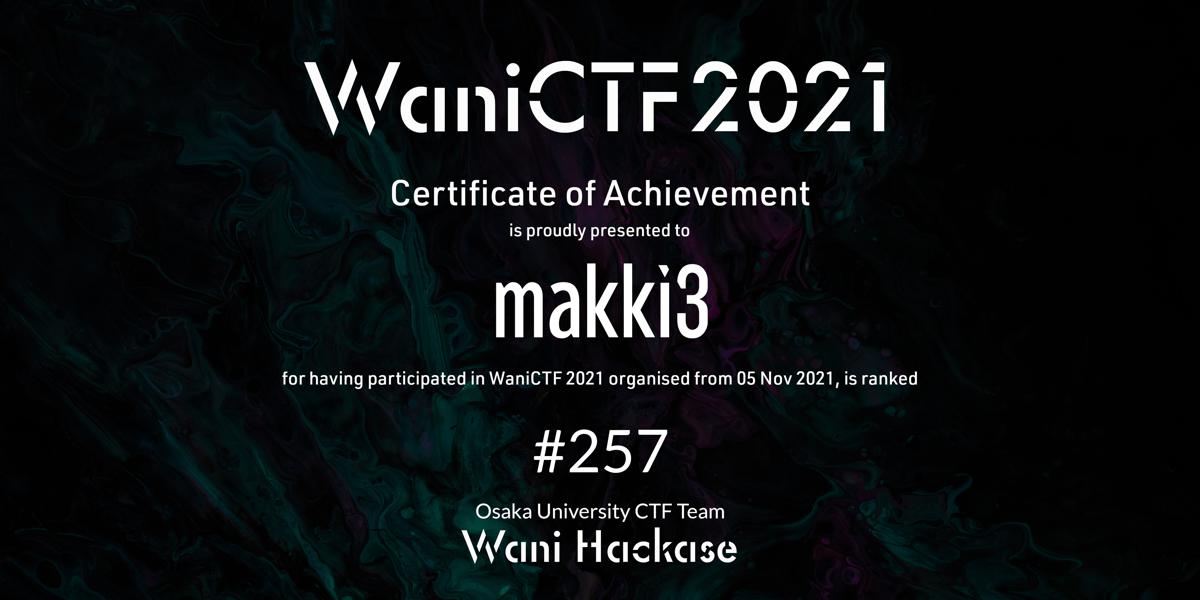 WaniCTF2021
Certificate of Achievement
is proudly presented to
makki3
for having participated in WaniCTF 2021 organised from 05 Nov 2021, is ranked
#257
Osaka University CTF Team
Wani Hackase